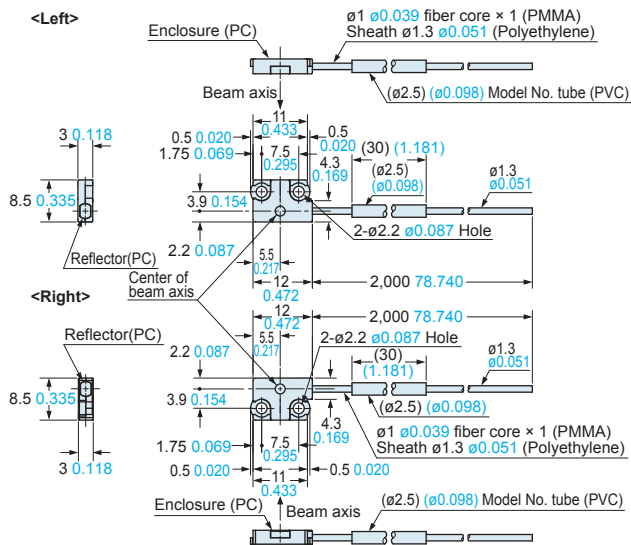 <Left>
ø1 ø0.039 fiber core × 1 (PMMA)
Enclosure (PC)
Sheath ø1.3 ø0.051 (Polyethylene)
Beam axis
(ø2.5) (ø0.098) Model No. tube (PVC)
11
0.433
3 0.118
0.5 0.020
0.5
0.020
1.75 0.069
7.5
0.295
4.3
0.169
(30) (1.181)
(ø2.5)
(ø0.098)
ø1.3
ø0.051
8.5 0.335
3.9 0.154
2.2 0.087
2-ø2.2 ø0.087 Hole
Reflector(PC)
5.5
0.217
Center of
beam axis
12
0.472
2,000 78.740
<Right>
12
0.472
2,000 78.740
Reflector(PC)
5.5
0.217
2-ø2.2 ø0.087 Hole
2.2 0.087
(30)
(1.181)
ø1.3
ø0.051
8.5 0.335
3.9 0.154
(ø2.5) (ø0.098)
4.3
0.169
ø1 ø0.039 fiber core × 1 (PMMA)
Sheath ø1.3 ø0.051 (Polyethylene)
1.75 0.069
7.5
0.295
3 0.118
0.5 0.020
0.5 0.020
11
0.433
Enclosure (PC)
Beam axis
(ø2.5) (ø0.098) Model No. tube (PVC)